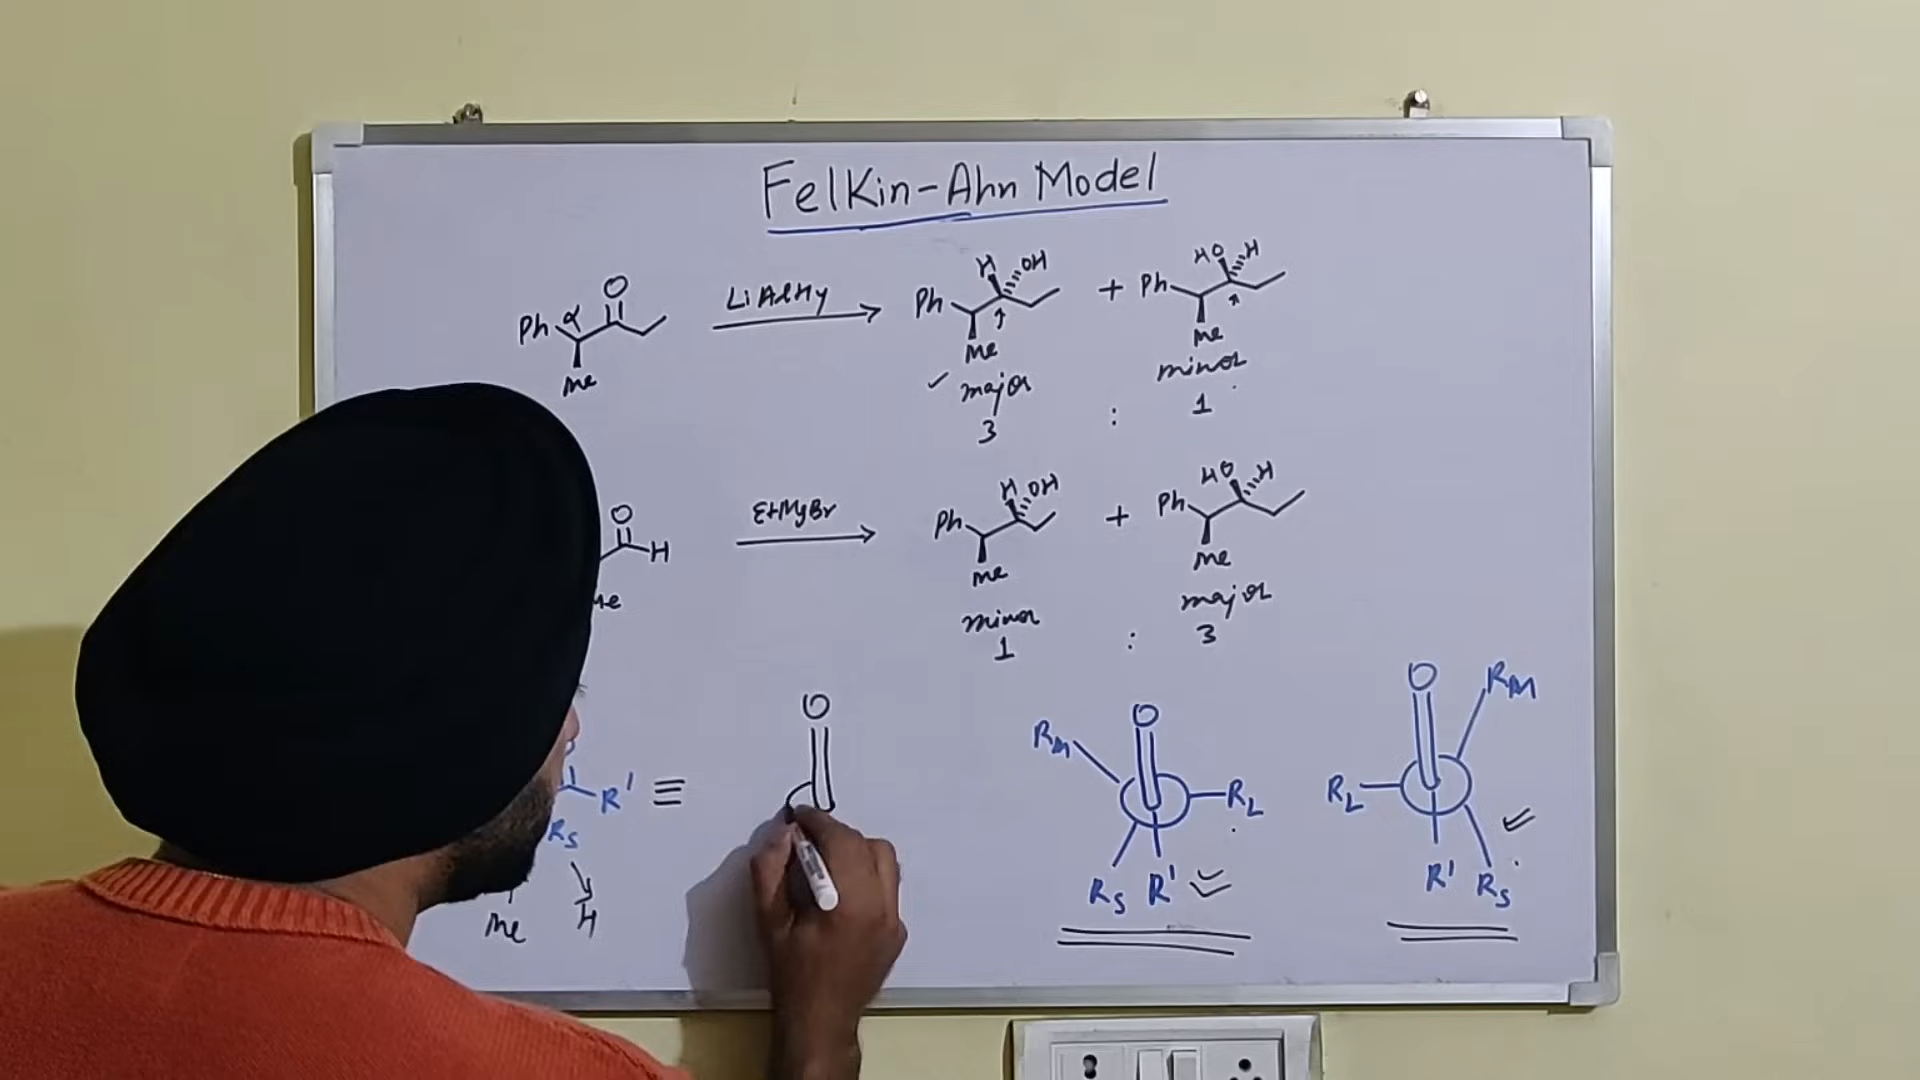 FelKin-Ahn Model
Ph α O Me
LiAlHy
Ph H OH Me
major
3
+
:
Ph HO H Me
minor
1
O H Me
EtMgBr
Ph H OH Me
minor
1
+
:
Ph HO H Me
major
3
R' Rs ≡
Me H
O
O RM RL Rs R'
O RM RL R' Rs